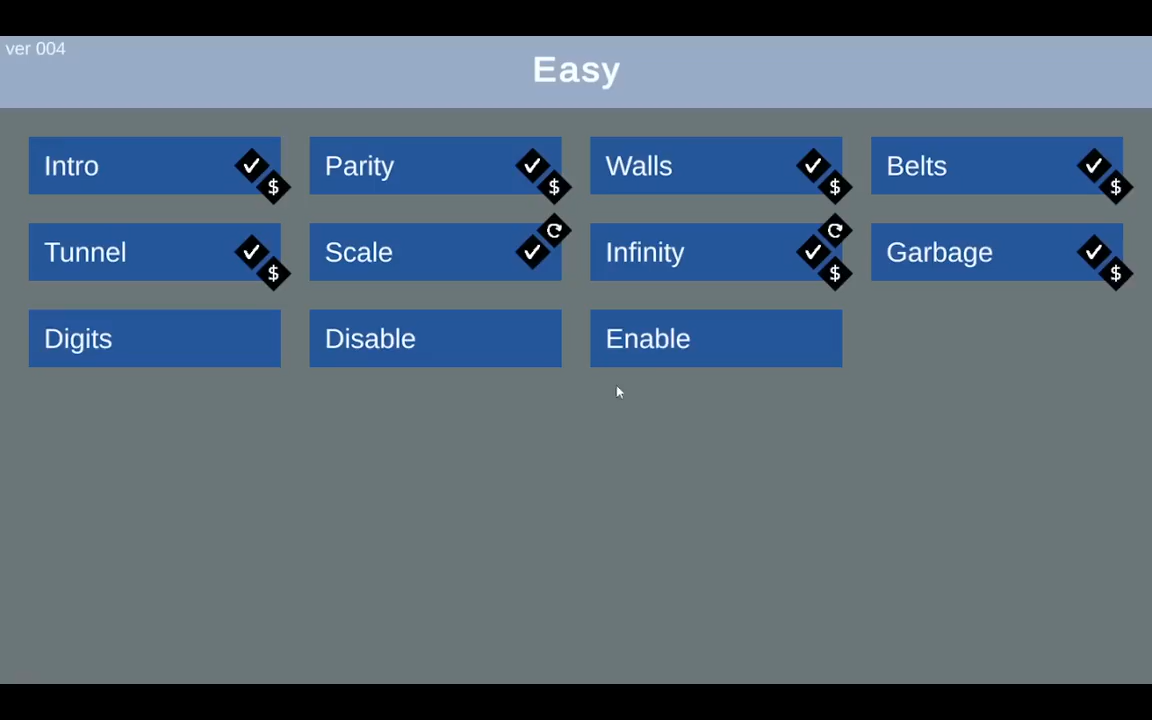 ver 004
Easy
Intro $
Parity $
Walls $
Belts $
Tunnel $
Scale
Infinity $
Garbage $
Digits
Disable
Enable